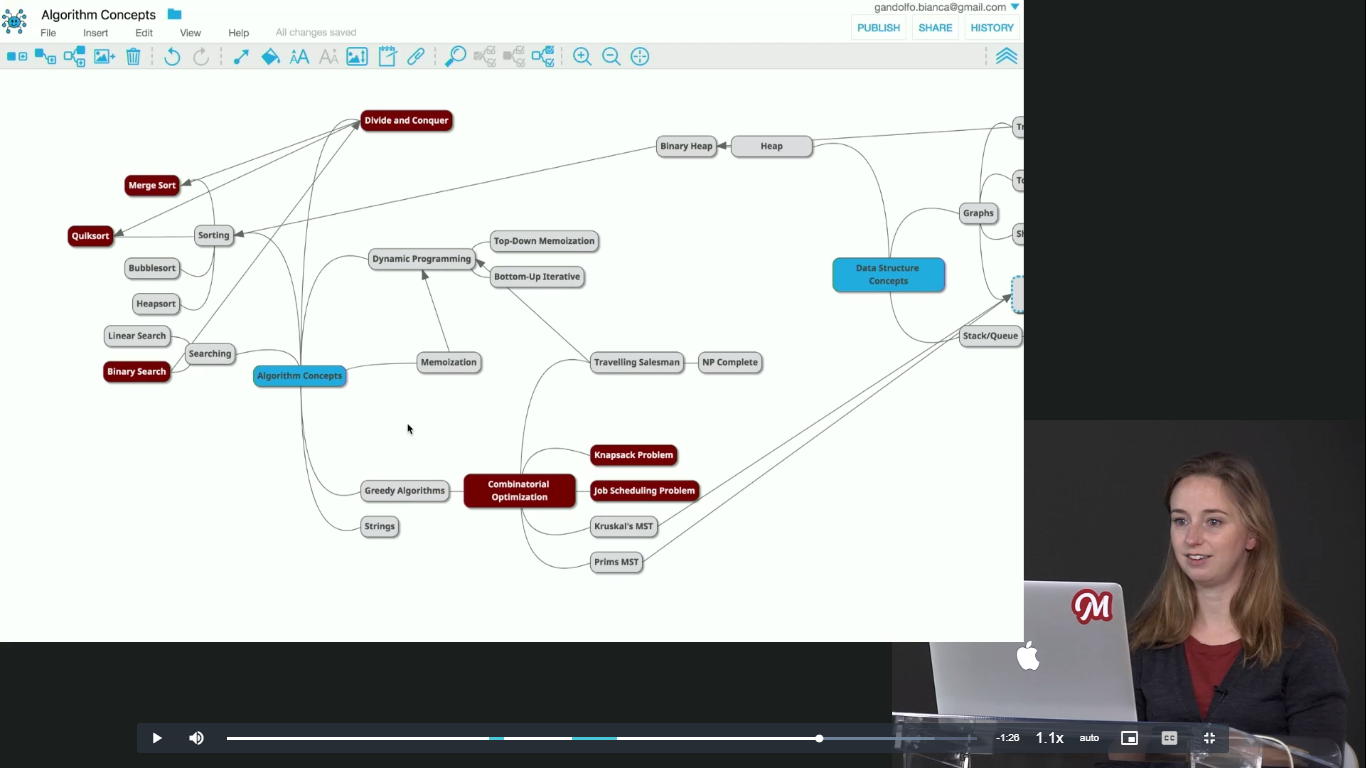 gandolfo.bianca@gmail.com
Algorithm Concepts
File Insert Edit View Help All changes saved
PUBLISH SHARE HISTORY
Divide and Conquer
Binary Heap
Heap
Merge Sort
Quiksort
Sorting
Graphs
Dynamic Programming
Top-Down Memoization
Bubblesort
Bottom-Up Iterative
Data Structure
Concepts
Heapsort
Linear Search
Stack/Queue
Searching
Binary Search
Algorithm Concepts
Memoization
Travelling Salesman
NP Complete
Knapsack Problem
Greedy Algorithms
Combinatorial
Optimization
Job Scheduling Problem
Strings
Kruskal's MST
Prims MST
M
-1:26 1.1x auto CC